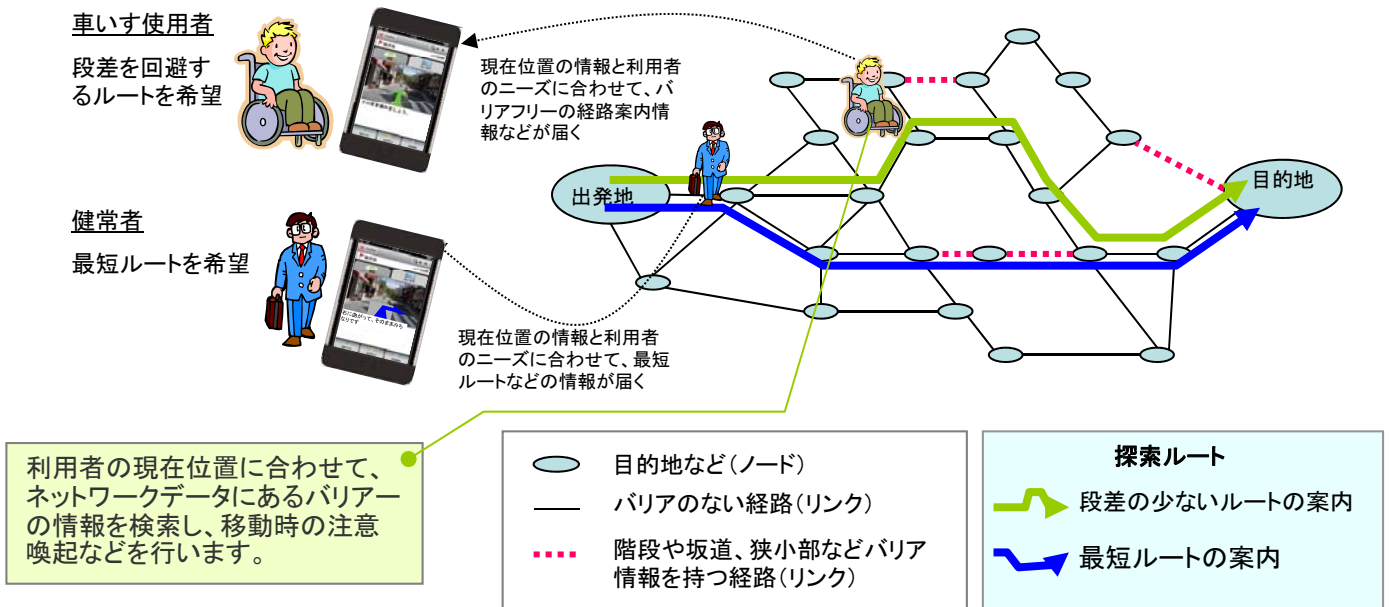 車いす使用者
段差を回避す
るルートを希望
現在位置の情報と利用者
のニーズに合わせて、バ
リアフリーの経路案内情
報などが届く
出発地
目的地
健常者
最短ルートを希望
現在位置の情報と利用者
のニーズに合わせて、最短
ルートなどの情報が届く
利用者の現在位置に合わせて、
ネットワークデータにあるバリアー
の情報を検索し、移動時の注意
喚起などを行います。
目的地など(ノード)
バリアのない経路(リンク)
階段や坂道、狭小部などバリア
情報を持つ経路(リンク)
探索ルート
段差の少ないルートの案内
最短ルートの案内